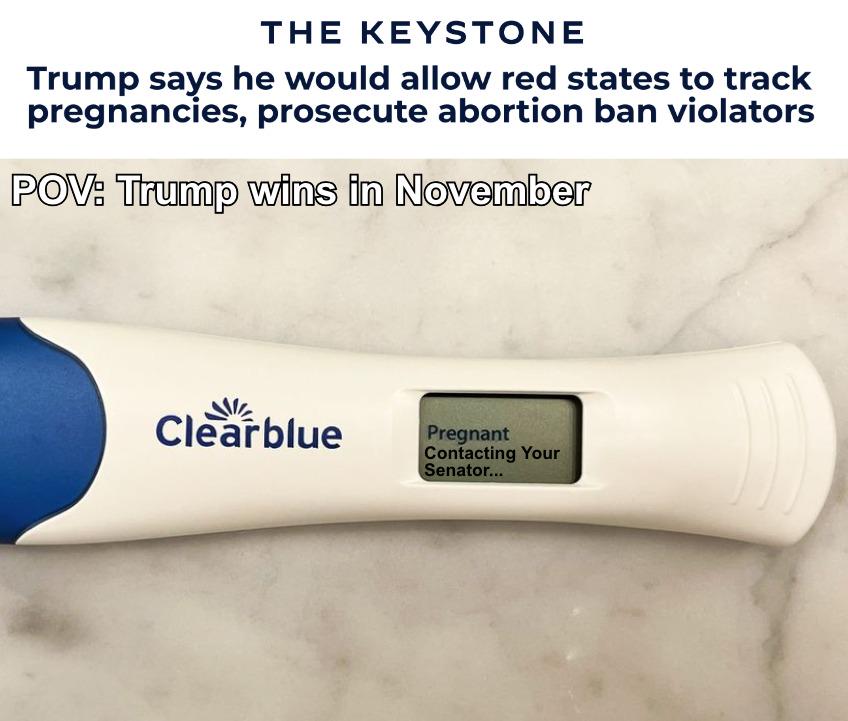 THE KEYSTONE
Trump says he would allow red states to track
pregnancies, prosecute abortion ban violators
POV: Trump wins in November
Clearblue
Pregnant
Contacting Your
Senator...